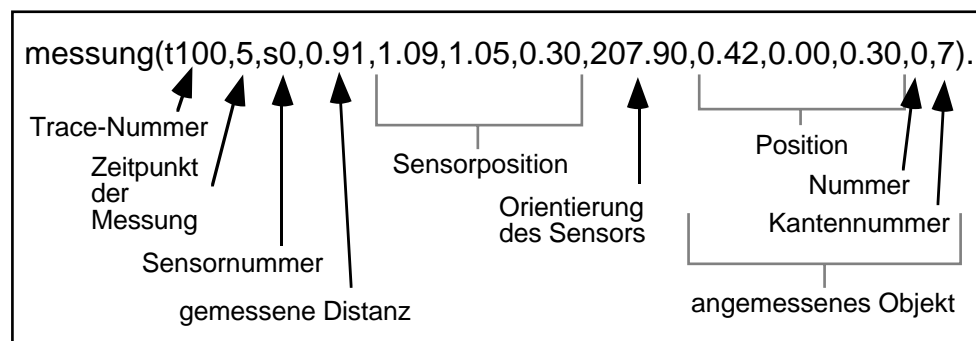 messung(t100,5,s0,0.91,1.09,1.05,0.30,207.90,0.42,0.00,0.30,0,7).
Trace-Nummer
Zeitpunkt
der
Messung
Sensornummer
gemessene Distanz
Sensorposition
Orientierung
des Sensors
Position
Nummer
Kantennummer
angemessenes Objekt